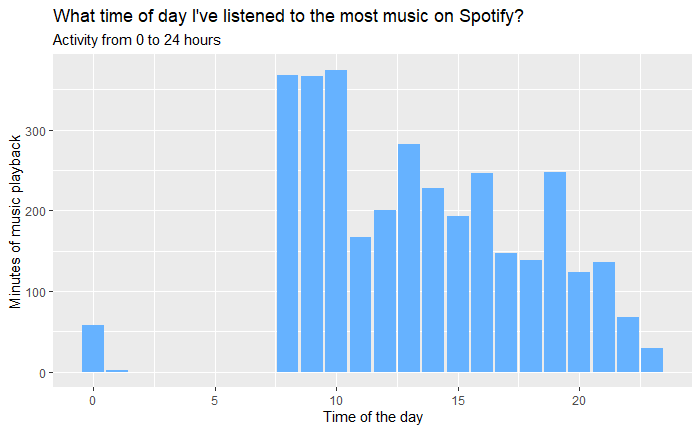 What time of day I've listened to the most music on Spotify?
Activity from 0 to 24 hours
Minutes of music playback
300
200
100
0
0 5 10 15 20
Time of the day